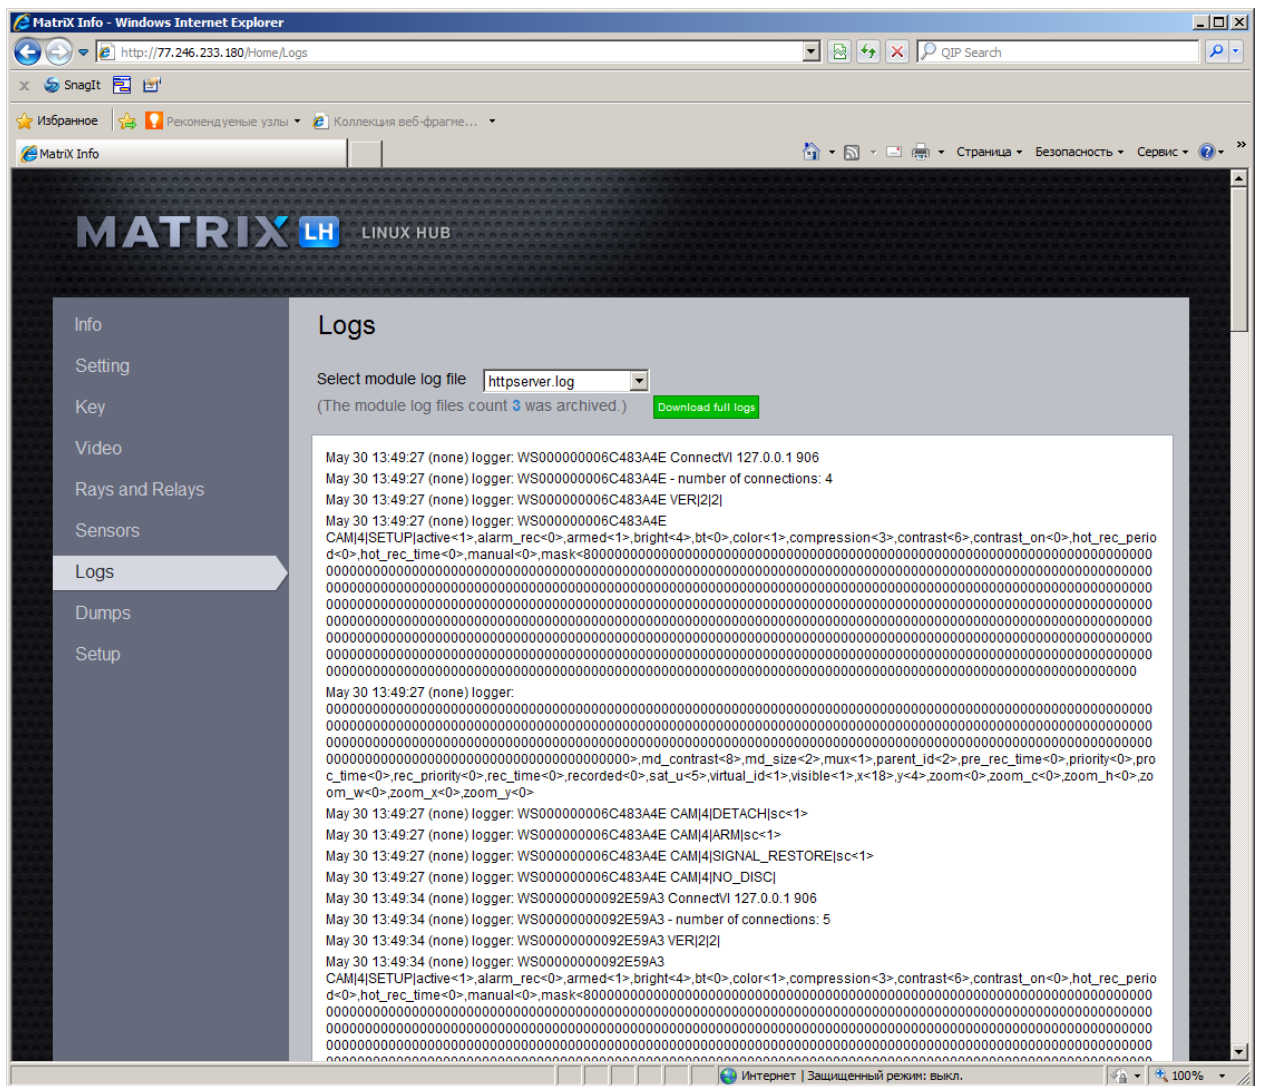 MatriX Info - Windows Internet Explorer
http://77.246.233.180/Home/Logs
QIP Search
x SnagIt
Избранное Рекомендуемые узлы Коллекция веб-фрагме...
MatriX Info Страница Безопасность Сервис
MATRIX LH LINUX HUB
Info
Setting
Key
Video
Rays and Relays
Sensors
Logs
Dumps
Setup
Logs
Select module log file httpserver.log
(The module log files count 3 was archived.) Download full logs
May 30 13:49:27 (none) logger: WS000000006C483A4E ConnectVI 127.0.0.1 906
May 30 13:49:27 (none) logger: WS000000006C483A4E - number of connections: 4
May 30 13:49:27 (none) logger: WS000000006C483A4E VER|2|2|
May 30 13:49:27 (none) logger: WS000000006C483A4E
CAM|4|SETUP|active<1>,alarm_rec<0>,armed<1>,bright<4>,bt<0>,color<1>,compression<3>,contrast<6>,contrast_on<0>,hot_rec_perio
d<0>,hot_rec_time<0>,manual<0>,mask<8
May 30 13:49:27 (none) logger:
>,md_contrast<8>,md_size<2>,mux<1>,parent_id<2>,pre_rec_time<0>,priority<0>,pro
c_time<0>,rec_priority<0>,rec_time<0>,recorded<0>,sat_u<5>,virtual_id<1>,visible<1>,x<18>,y<4>,zoom<0>,zoom_c<0>,zoom_h<0>,zo
om_w<0>,zoom_x<0>,zoom_y<0>
May 30 13:49:27 (none) logger: WS000000006C483A4E CAM|4|DETACH|sc<1>
May 30 13:49:27 (none) logger: WS000000006C483A4E CAM|4|ARM|sc<1>
May 30 13:49:27 (none) logger: WS000000006C483A4E CAM|4|SIGNAL_RESTORE|sc<1>
May 30 13:49:27 (none) logger: WS000000006C483A4E CAM|4|NO_DISC|
May 30 13:49:34 (none) logger: WS00000000092E59A3 ConnectVI 127.0.0.1 906
May 30 13:49:34 (none) logger: WS00000000092E59A3 - number of connections: 5
May 30 13:49:34 (none) logger: WS00000000092E59A3 VER|2|2|
May 30 13:49:34 (none) logger: WS00000000092E59A3
CAM|4|SETUP|active<1>,alarm_rec<0>,armed<1>,bright<4>,bt<0>,color<1>,compression<3>,contrast<6>,contrast_on<0>,hot_rec_perio
d<0>,hot_rec_time<0>,manual<0>,mask<8
Интернет | Защищенный режим: выкл. 100%